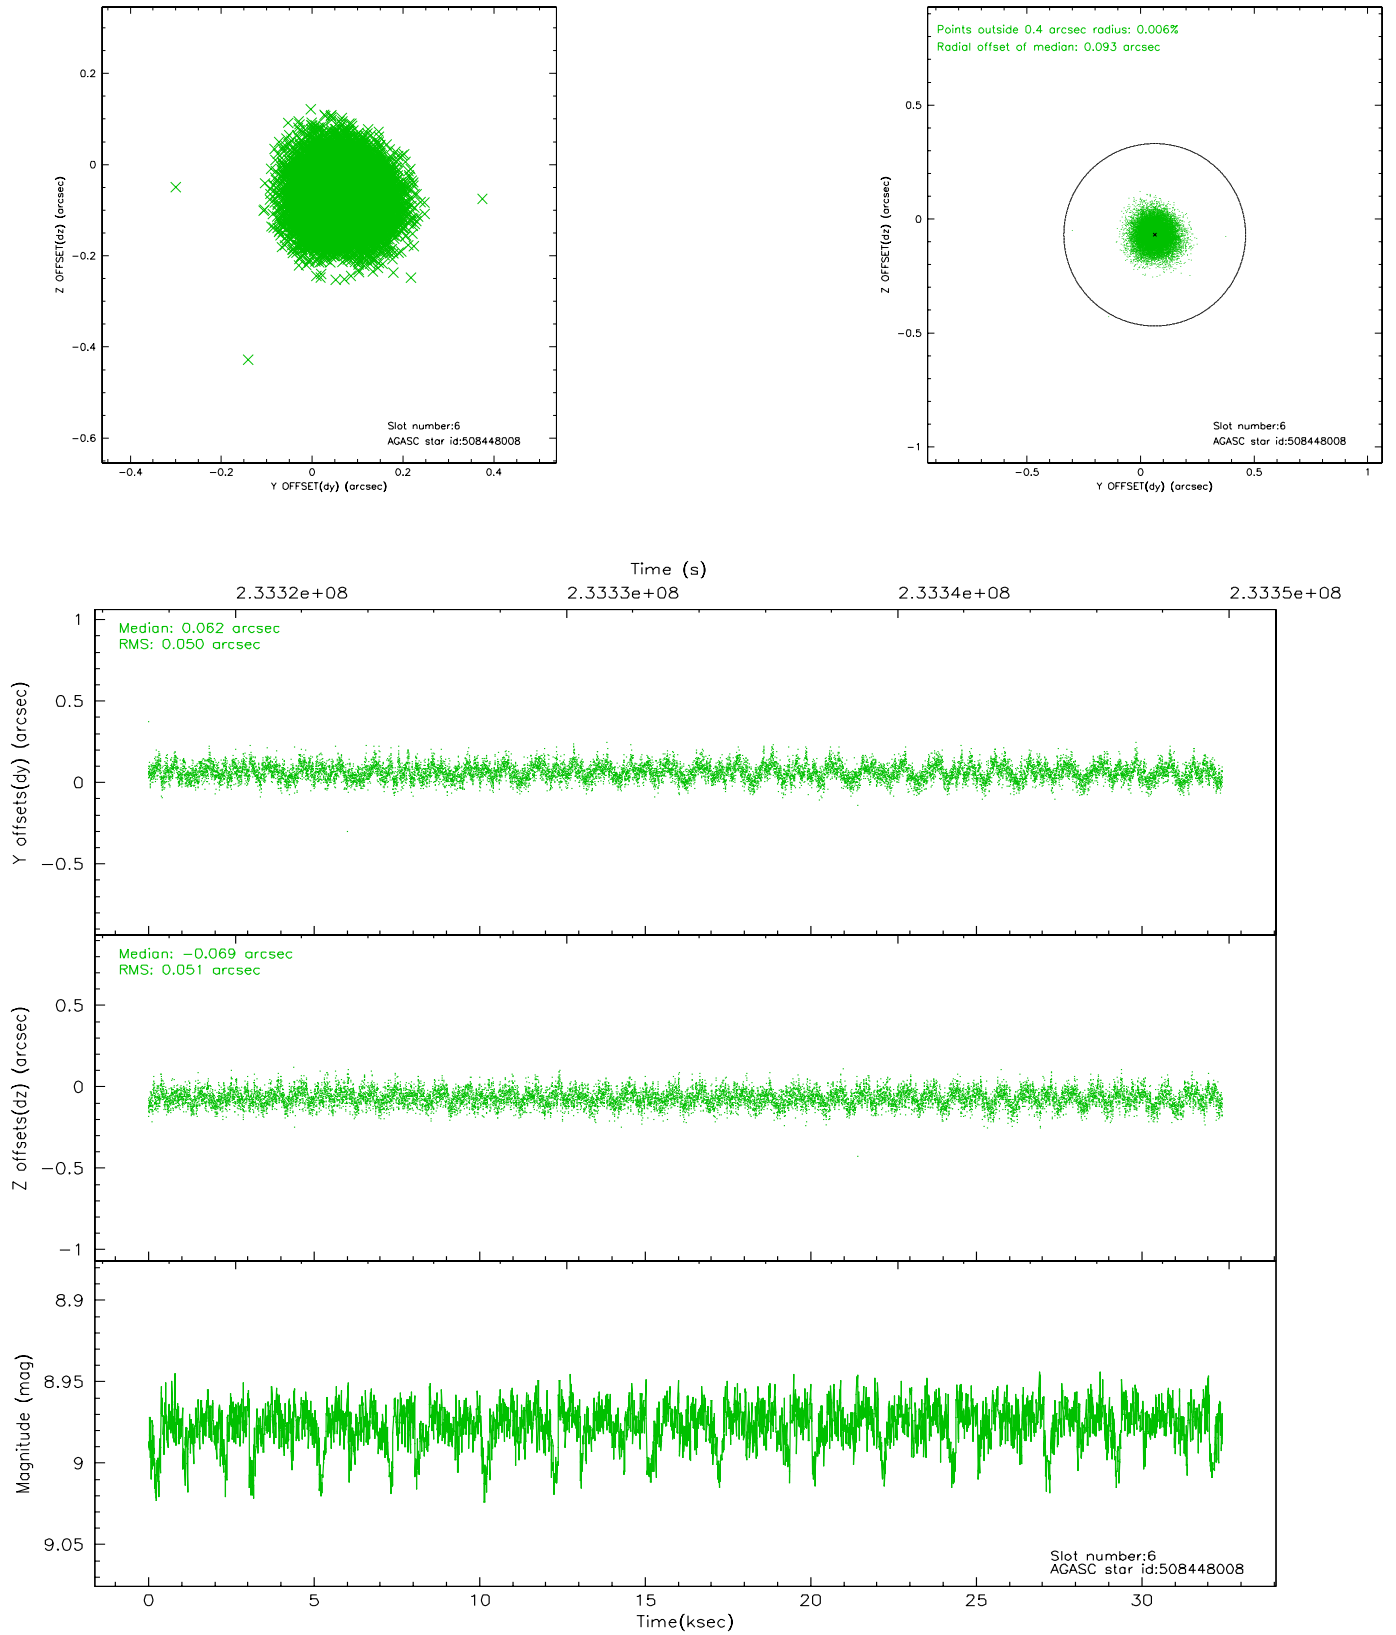 0.2
0
−0.2
−0.4
−0.6
Z OFFSET(dz) (arcsec)
Slot number:6
AGASC star id:508448008
−0.4
−0.2
0
0.2
0.4
Y OFFSET(dy) (arcsec)
Points outside 0.4 arcsec radius: 0.006%
Radial offset of median: 0.093 arcsec
0.5
0
−0.5
−1
Z OFFSET(dz) (arcsec)
Slot number:6
AGASC star id:508448008
−0.5
0
0.5
1
Y OFFSET(dy) (arcsec)
Time (s)
2.3332e+08
2.3333e+08
2.3334e+08
2.3335e+08
Median: 0.062 arcsec
RMS: 0.050 arcsec
1
0.5
0
−0.5
Y offsets(dy) (arcsec)
Median: −0.069 arcsec
RMS: 0.051 arcsec
0.5
0
−0.5
−1
Z offsets(dz) (arcsec)
8.9
8.95
9
9.05
Magnitude (mag)
Slot number:6
AGASC star id:508448008
0
5
10
15
20
25
30
Time(ksec)